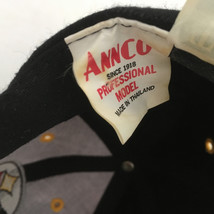 ANNCO
SINCE 1918
PROFESSIONAL
MODEL
MADE IN THAILAND